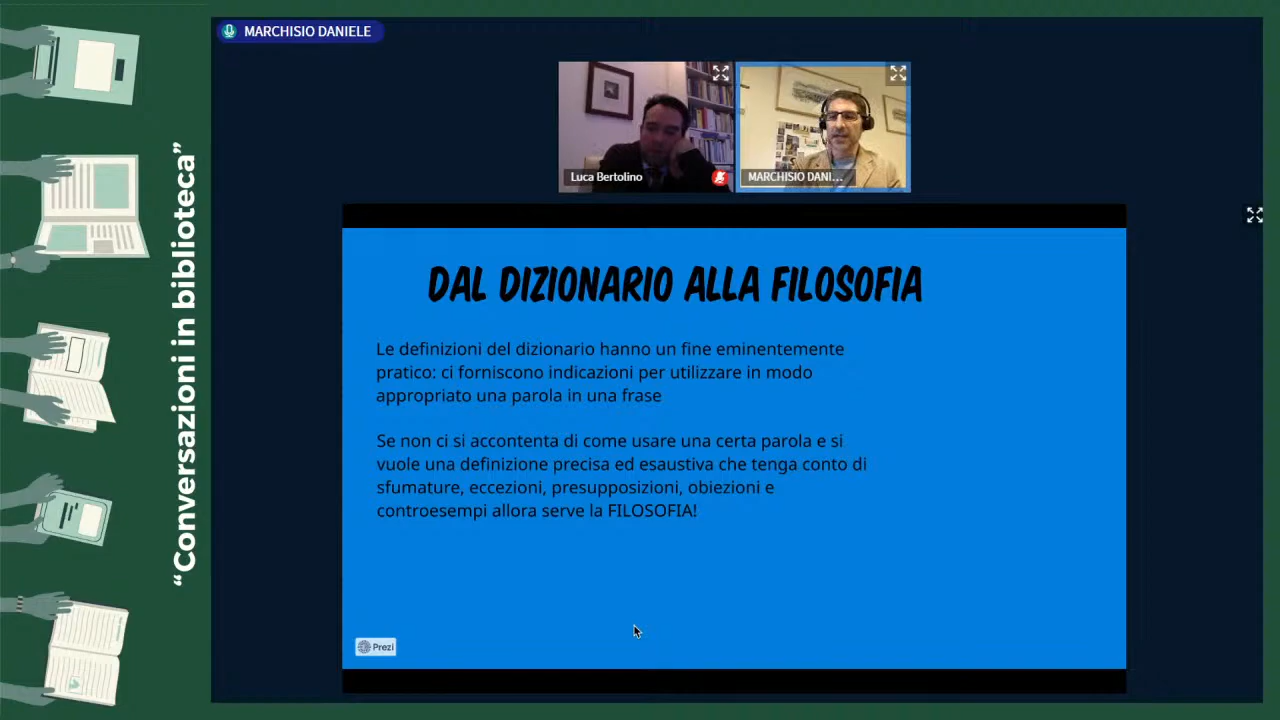 MARCHISIO DANIELE
Luca Bertolino
MARCHISIO DANI...
“Conversazioni in biblioteca”
DAL DIZIONARIO ALLA FILOSOFIA
Le definizioni del dizionario hanno un fine eminentemente
pratico: ci forniscono indicazioni per utilizzare in modo
appropriato una parola in una frase
Se non ci si accontenta di come usare una certa parola e si
vuole una definizione precisa ed esaustiva che tenga conto di
sfumature, eccezioni, presupposizioni, obiezioni e
controesempi allora serve la FILOSOFIA!
Prezi